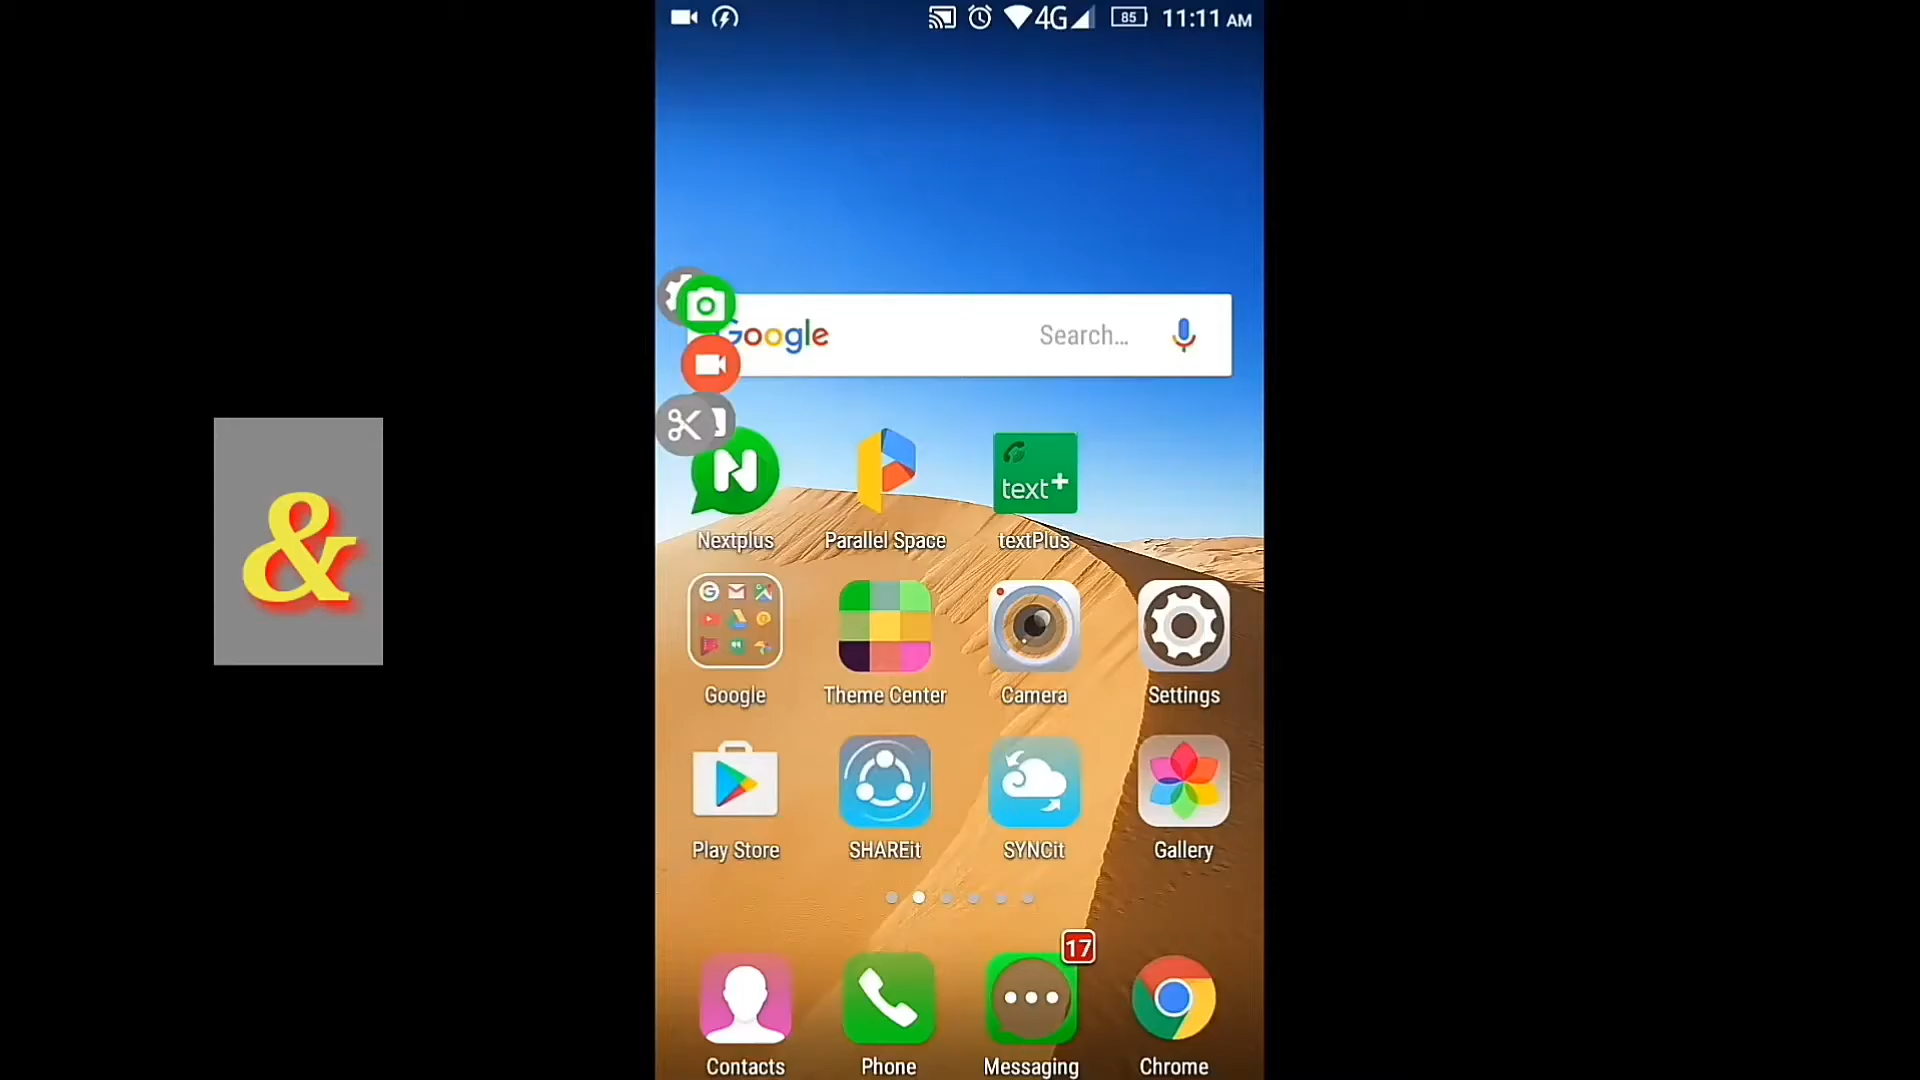 4G 85 11:11 AM
Google Search...
&
text+
Nextplus Parallel Space textPlus
Google Theme Center Camera Settings
Play Store SHAREit SYNCit Gallery
17
Contacts Phone Messaging Chrome